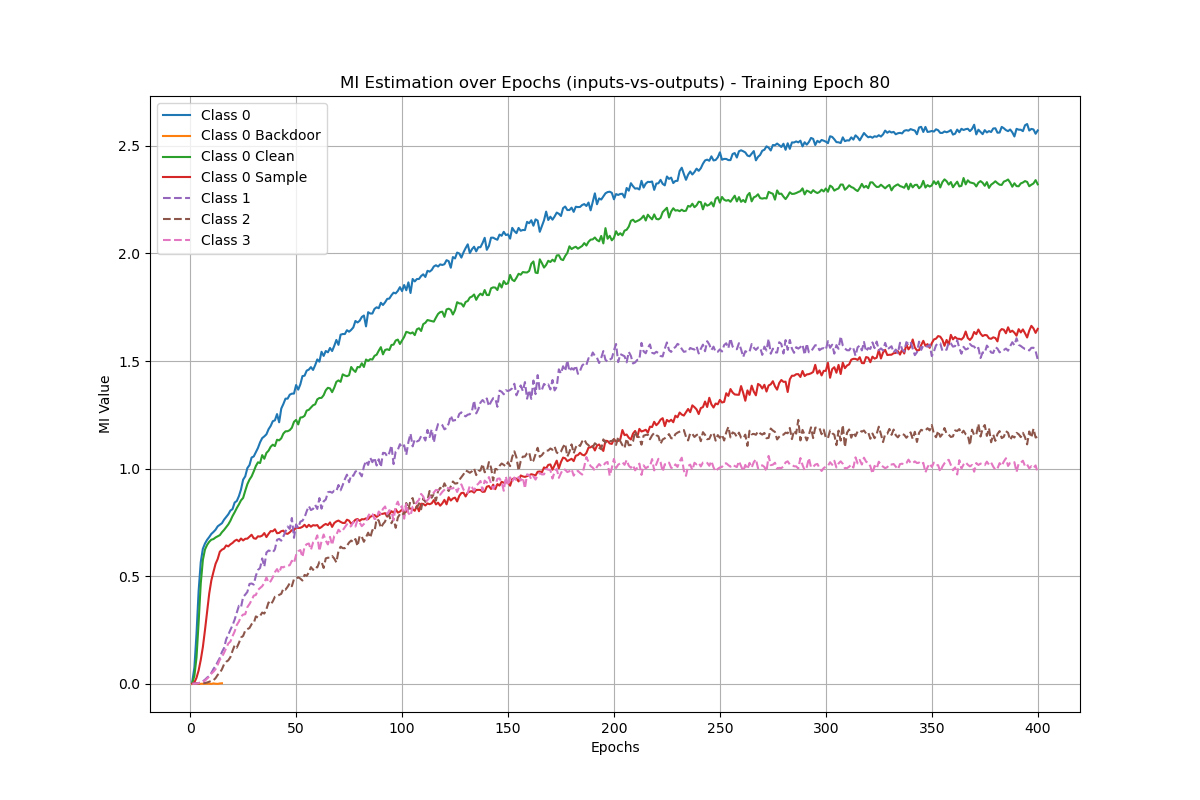 MI Estimation over Epochs (inputs-vs-outputs) - Training Epoch 80
Class 0
Class 0 Backdoor
Class 0 Clean
Class 0 Sample
Class 1
Class 2
Class 3
2.5
2.0
1.5
1.0
0.5
0.0
MI Value
0 50 100 150 200 250 300 350 400
Epochs